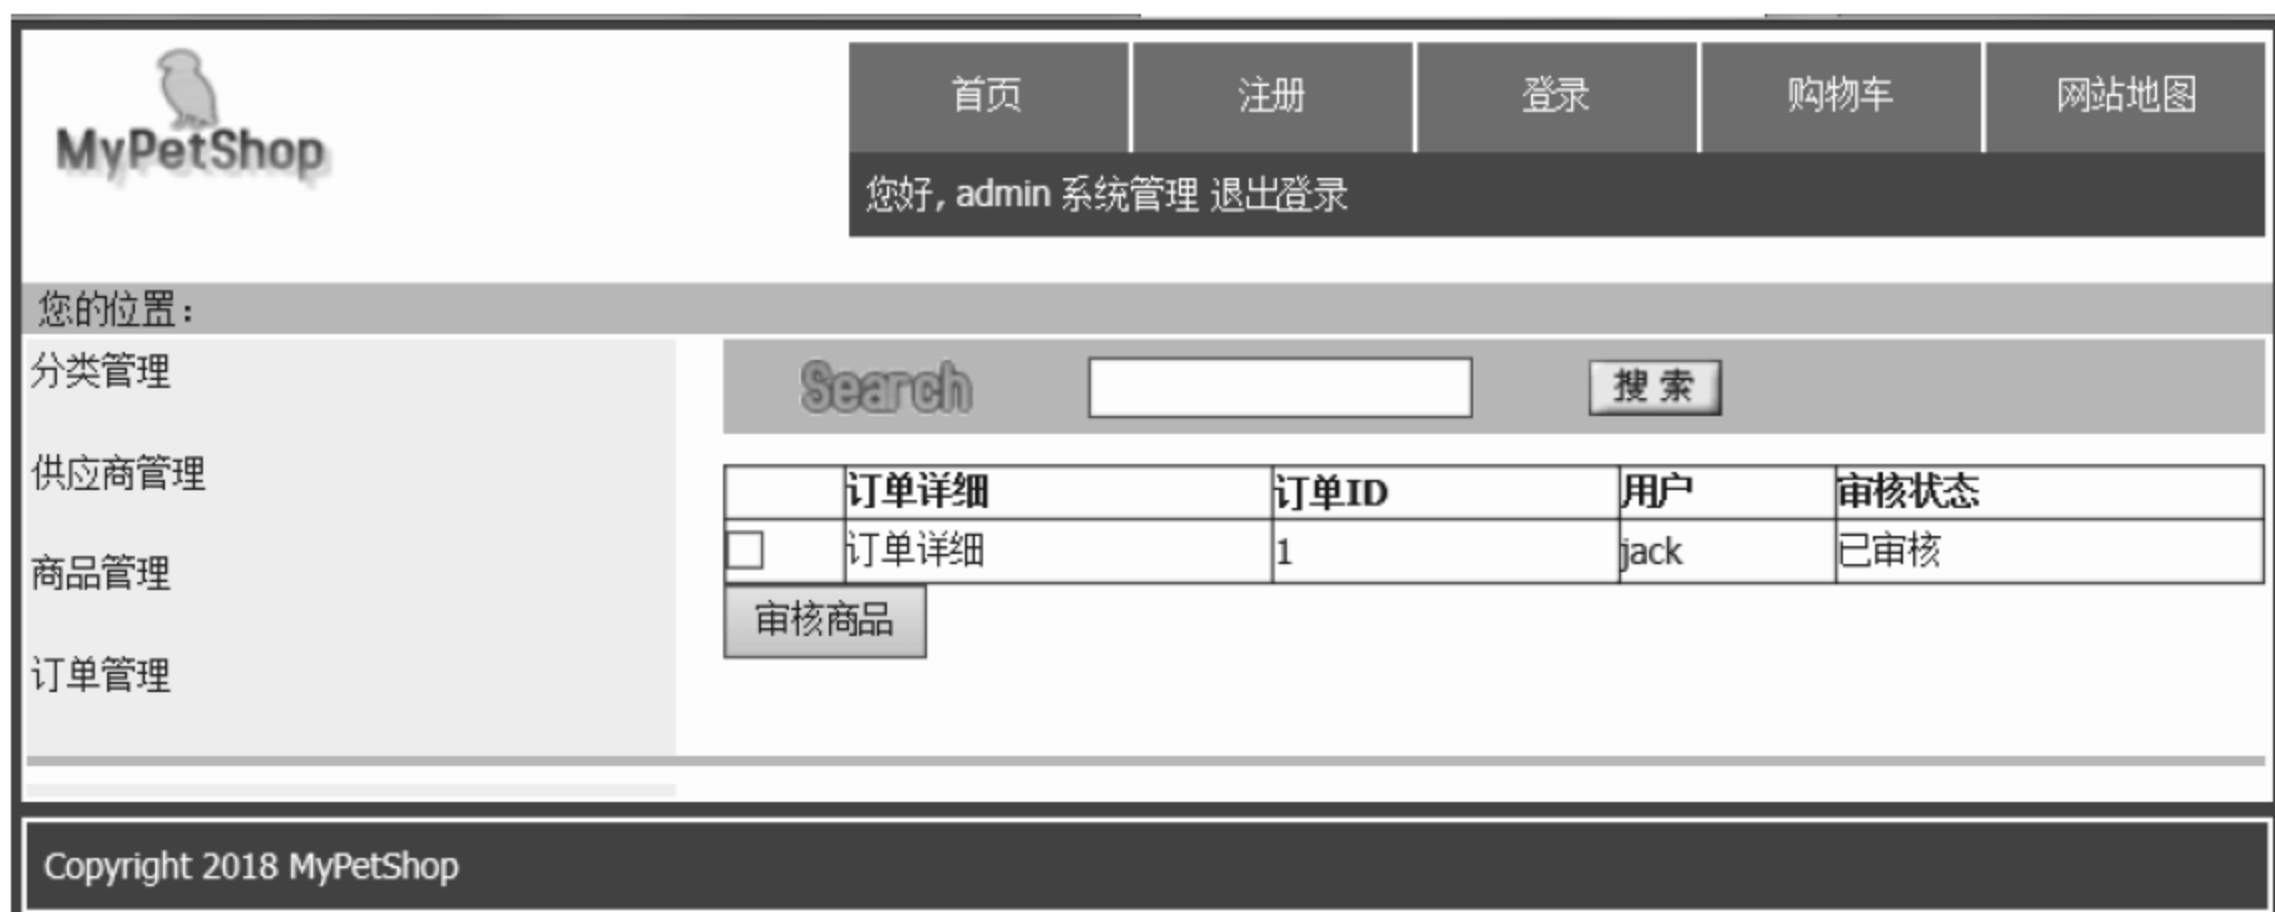 MyPetShop
首页 注册 登录 购物车 网站地图
您好, admin 系统管理 退出登录
您的位置：
分类管理
供应商管理
商品管理
订单管理
Search 搜索
订单详细 订单ID 用户 审核状态
订单详细 1 jack 已审核
审核商品
Copyright 2018 MyPetShop